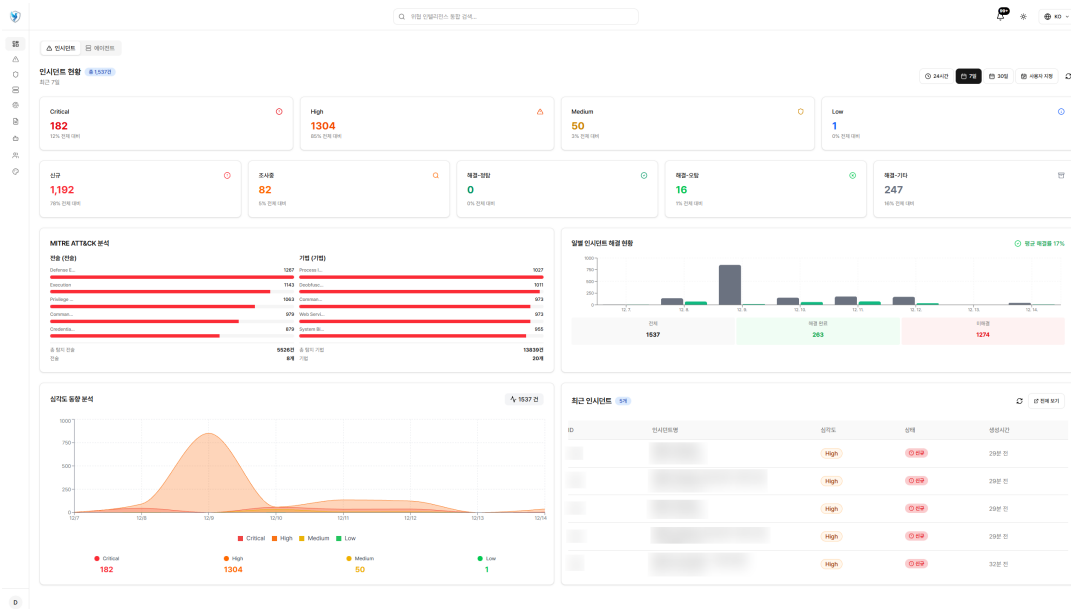 위협 인텔리전스 통합 검색...
99+
KO
인시던트 에이전트
인시던트 현황 총 1,537건
최근 7일
24시간 7일 30일 사용자 지정
Critical
182
12% 전체 대비
High
1304
85% 전체 대비
Medium
50
3% 전체 대비
Low
1
0% 전체 대비
신규
1,192
78% 전체 대비
조사중
82
5% 전체 대비
해결-정탐
0
0% 전체 대비
해결-오탐
16
1% 전체 대비
해결-기타
247
16% 전체 대비
MITRE ATT&CK 분석
전술 (전술)
Defense E... 1267
Execution 1143
Privilege ... 1063
Comman... 979
Credentia... 879
총 탐지 전술 5526건
전술 8개
기법 (기법)
Process I... 1027
Deobfusc... 1011
Comman... 973
Web Servi... 973
System Bi... 955
총 탐지 기법 13839건
기법 20개
일별 인시던트 해결 현황
평균 해결률 17%
1000
750
500
250
0
12. 7. 12. 8. 12. 9. 12. 10. 12. 11. 12. 12. 12. 13. 12. 14.
전체
1537
해결 완료
263
미해결
1274
심각도 동향 분석
1537 건
1000
750
500
250
0
12/7 12/8 12/9 12/10 12/11 12/12 12/13 12/14
Critical High Medium Low
Critical
182
High
1304
Medium
50
Low
1
최근 인시던트 5개
전체 보기
ID 인시던트명 심각도 상태 생성시간
High 신규 29분 전
High 신규 29분 전
High 신규 29분 전
High 신규 29분 전
High 신규 32분 전
D